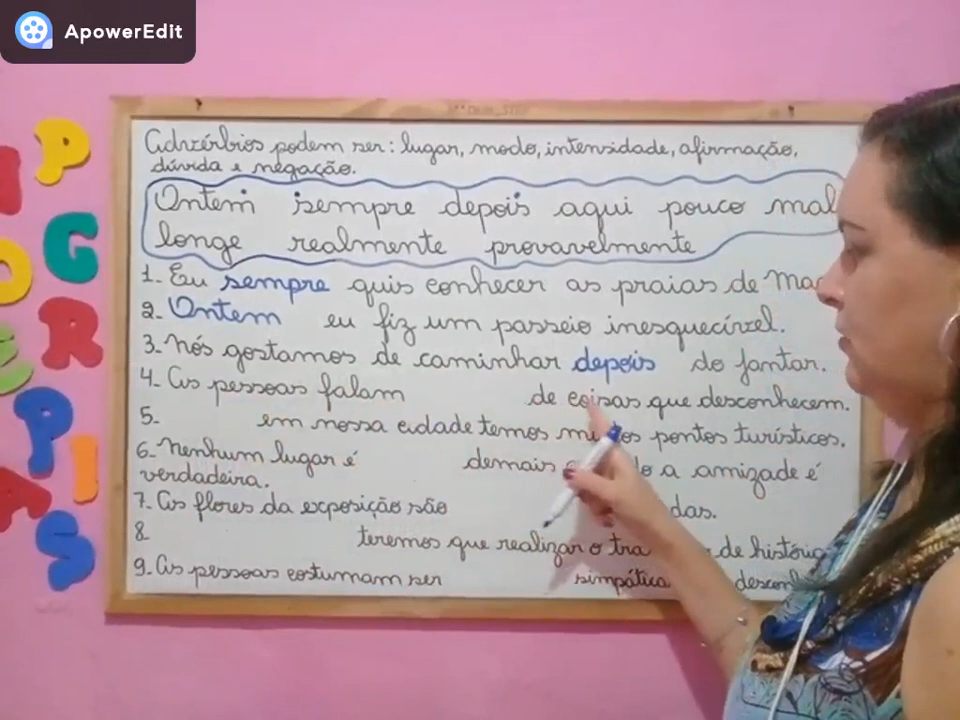 ApowerEdit
Advérbios podem ser: lugar, modo, intensidade, afirmação,
dúvida e negação.
Ontem sempre depois aqui pouco mal
longe realmente provavelmente
1. Eu sempre quis conhecer as praias de
2. Ontem eu fiz um passeio inesquecível.
3. Nós gostamos de caminhar depois do jantar.
4. As pessoas falam de coisas que desconhecem.
5. em nossa cidade temos pontos turísticos.
6. Nenhum lugar é demais a amizade é
verdadeira.
7. As flores da exposição são
8 teremos que realizar o de
9. As pessoas costumam ser
P
G
O
R
E
P
I
A
S